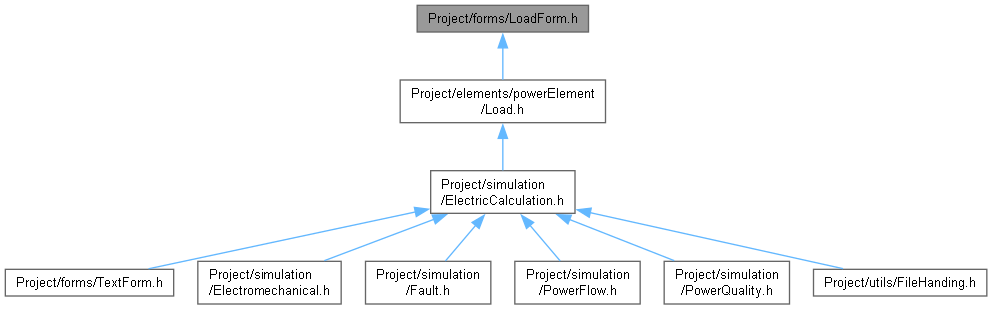 Project/forms/LoadForm.h
Project/elements/powerElement
/Load.h
Project/simulation
/ElectricCalculation.h
Project/forms/TextForm.h
Project/simulation
/Electromechanical.h
Project/simulation
/Fault.h
Project/simulation
/PowerFlow.h
Project/simulation
/PowerQuality.h
Project/utils/FileHanding.h